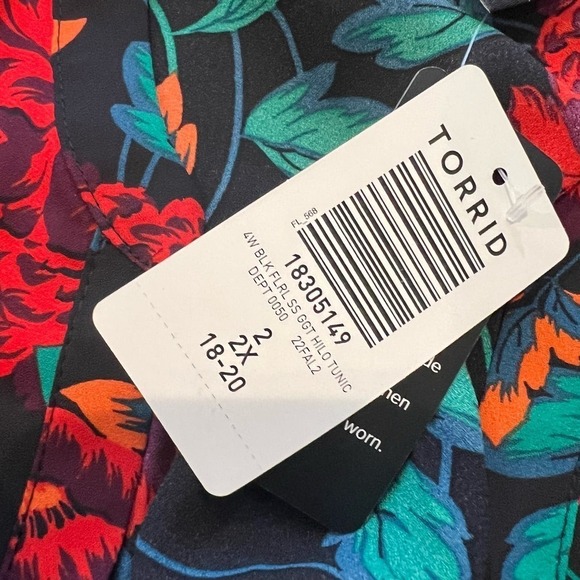 TORRID
FL_568
18305149
4W BLK FLRL SS GGT HILO TUNIC
DEPT 0050 22FAL2
2
2X
18-20
worn.